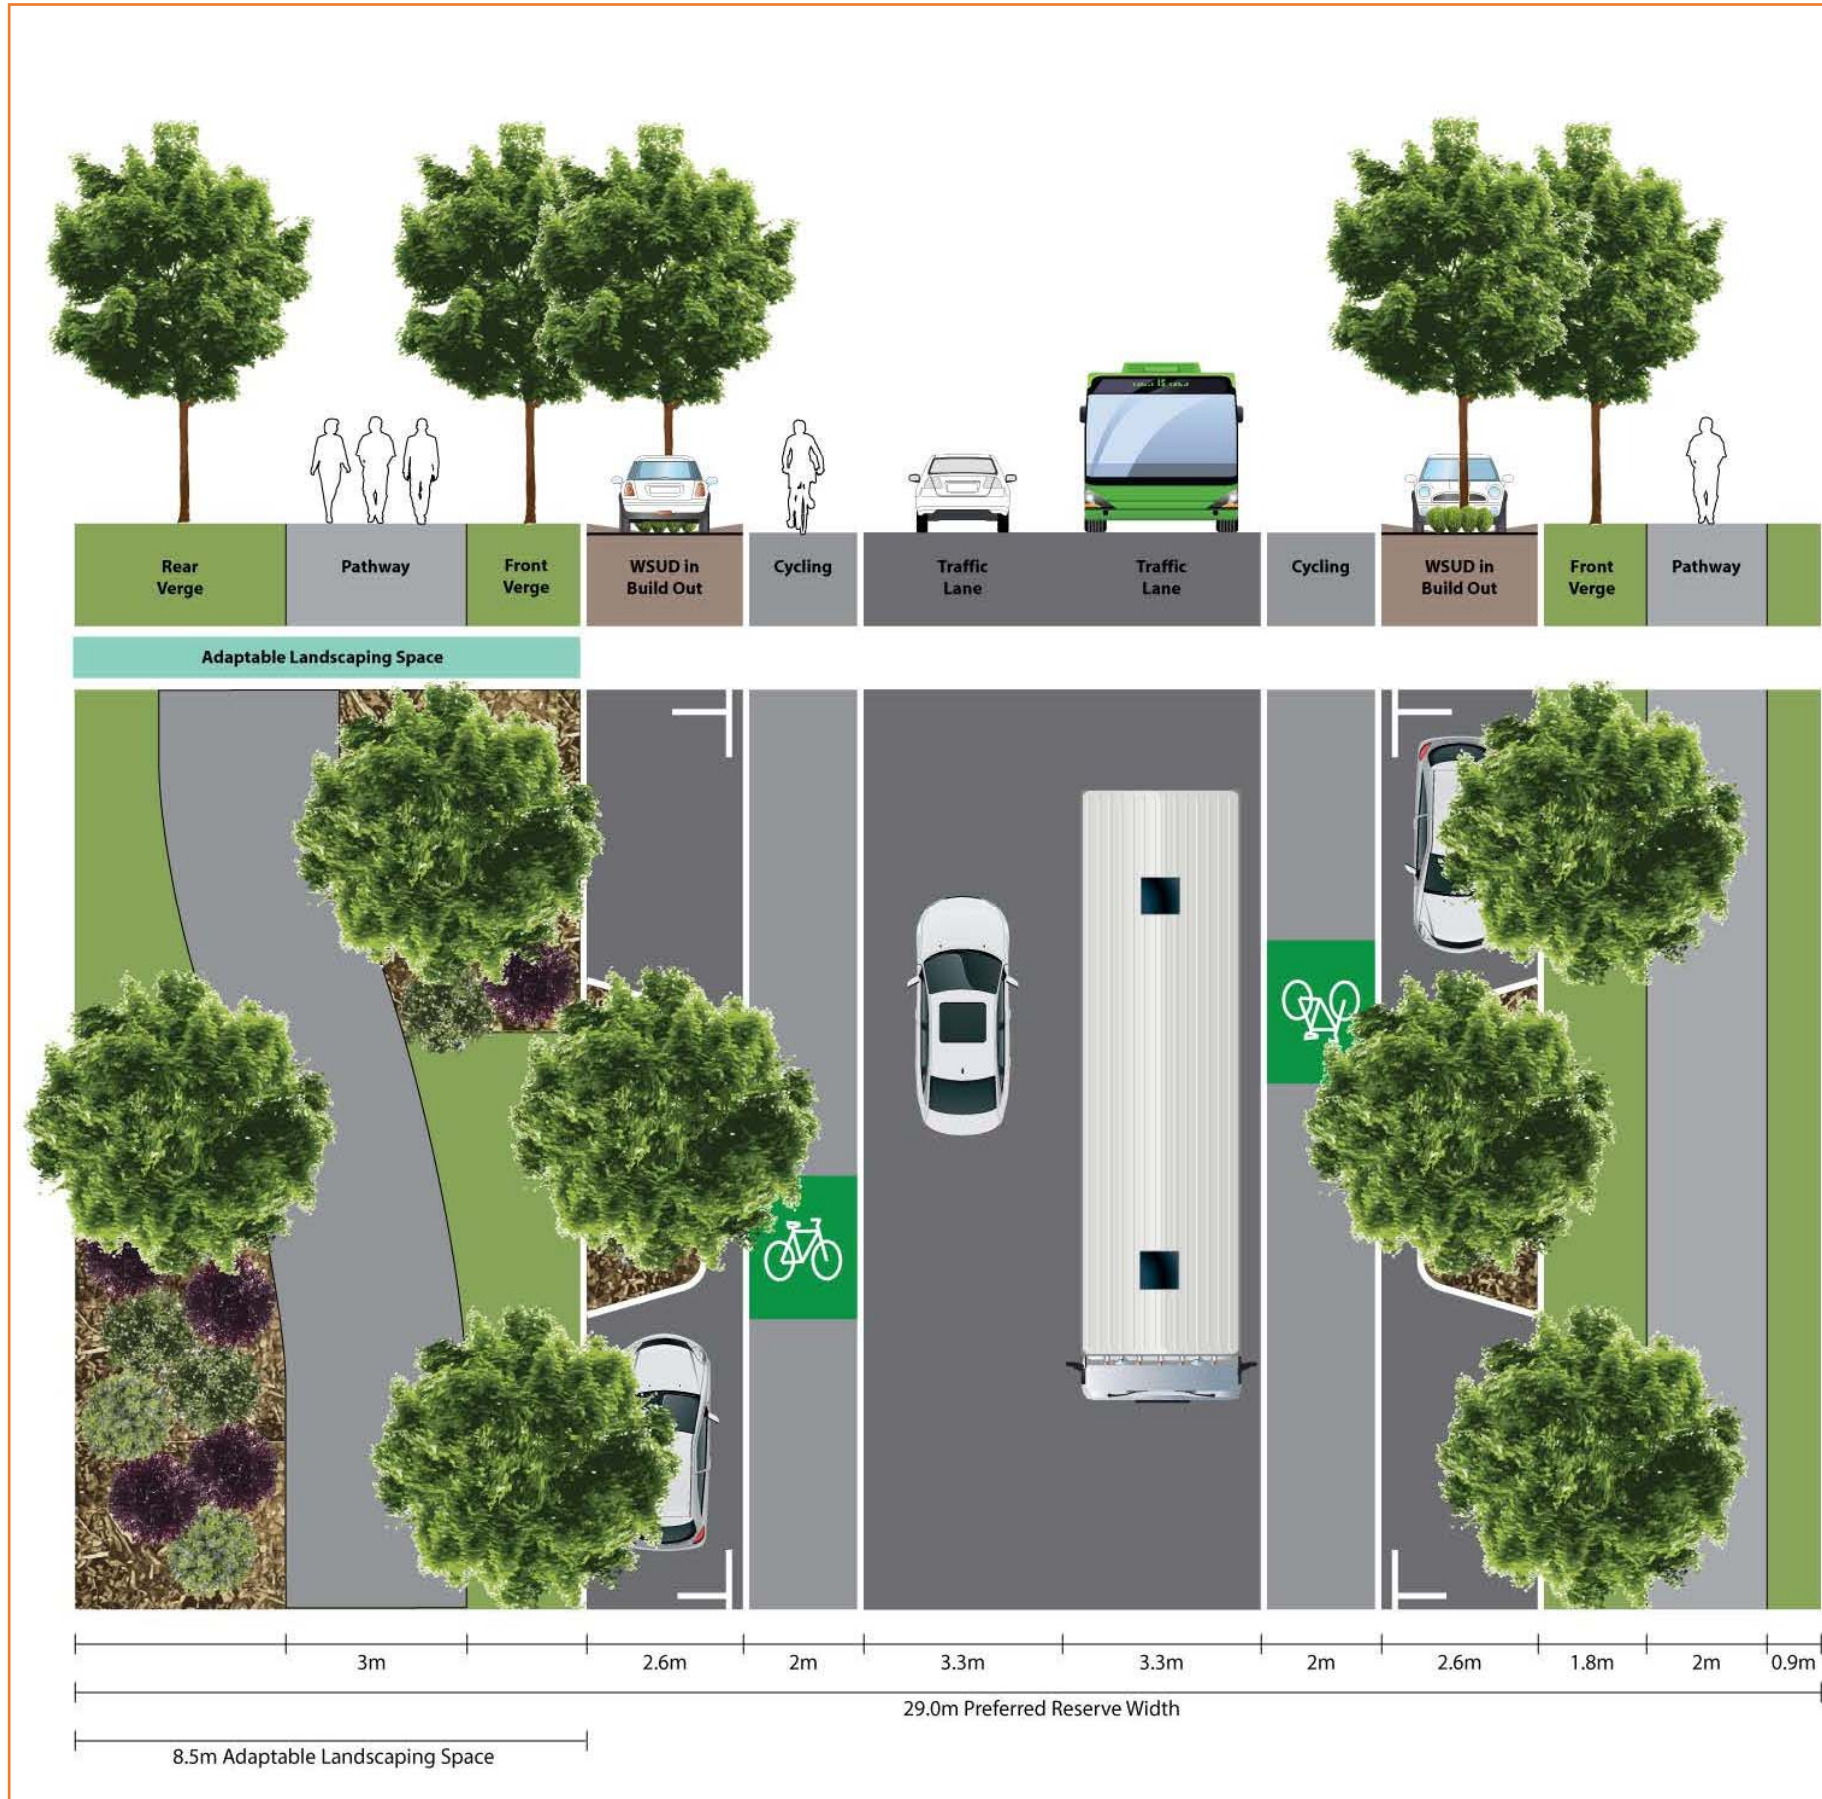 Rear
Verge
Pathway
Front
Verge
WSUD in
Build Out
Cycling
Traffic
Lane
Traffic
Lane
Cycling
WSUD in
Build Out
Front
Verge
Pathway
Adaptable Landscaping Space
3m
2.6m
2m
3.3m
3.3m
2m
2.6m
1.8m
2m
0.9m
29.0m Preferred Reserve Width
8.5m Adaptable Landscaping Space